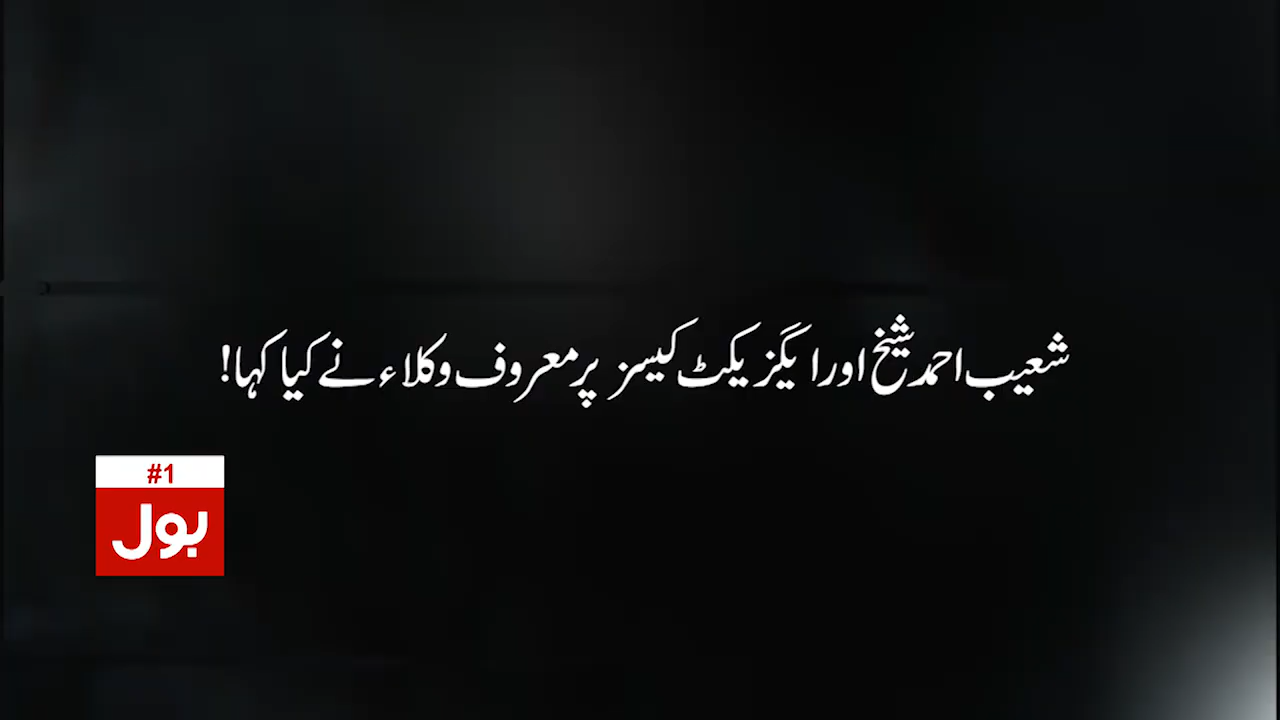 شعیب احمد شیخ اور ایگزیکٹ کیسز پر معروف وکلاء نے کیا کہا!
#1
بول